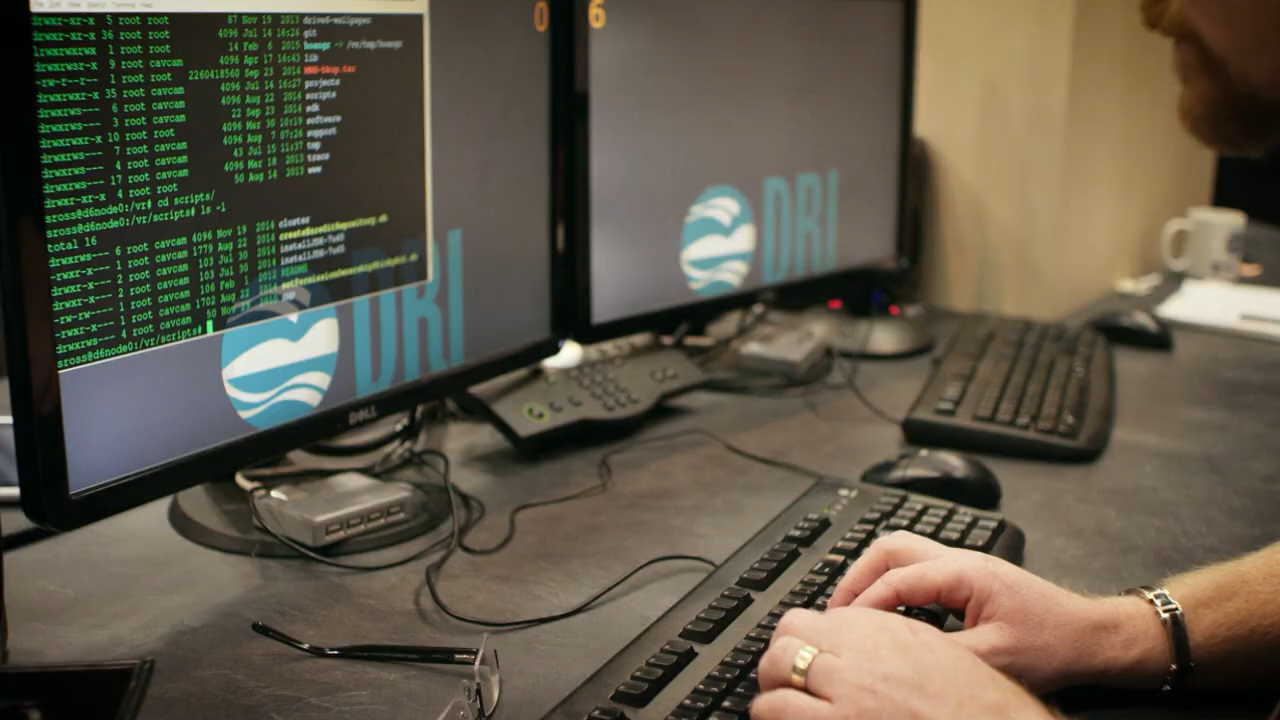 drwxr-xr-x 5 root root 87 Nov 19 2013 drive6-wallpaper
drwxr-xr-x 36 root root 4096 Jul 14 16:24 git
lrwxrwxrwx 1 root root 14 Feb 6 2015 -> /vr/tmp/
drwxrwsr-x 9 root cavcam 4096 Apr 17 16:43 lib
-rw-r--r-- 1 root root 2260418560 Sep 23 2014
drwxrwxr-x 35 root cavcam 4096 Jul 14 16:27 projects
drwxrws--- 6 root cavcam 4096 Aug 22 2014 scripts
drwxrws--- 3 root cavcam 22 Sep 23 2014 sdk
drwxrwxr-x 10 root root 4096 Mar 30 10:19 software
drwxrws--- 7 root cavcam 4096 Aug 7 07:26 support
drwxrws--- 4 root cavcam 43 Jul 15 11:37 tmp
drwxrws--- 17 root cavcam 4096 Mar 18 2013 trace
drwxr-xr-x 4 root root 50 Aug 14 2013 www
sross@d6node0:/vr# cd scripts/
sross@d6node0:/vr/scripts# ls -l
total 16
drwxrws--- 6 root cavcam 4096 Nov 19 2014 cluster
-rwxr-x--- 1 root cavcam 1779 Aug 22 2014
drwxrws--- 2 root cavcam 103 Jul 30 2014
drwxrws--- 2 root cavcam 103 Jul 30 2014
-rw-rw---- 1 root cavcam 106 Feb 1 2012 README
-rwxr-x--- 1 root cavcam 1702 Aug 22 2014
drwxrws--- 4 root cavcam 50 Nov
sross@d6node0:/vr/scripts#
0
6
DRI
DRI
DELL